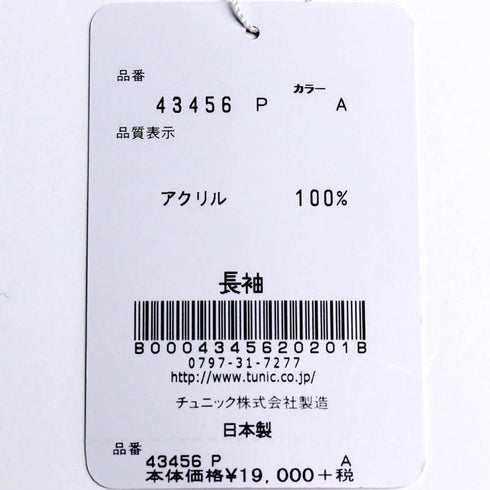 品番
43456 P カラー A
品質表示
アクリル 100%
長袖
B0004345620201B
0797-31-7277
http://www.tunic.co.jp/
チュニック株式会社製造
日本製
品番
43456 P A
本体価格¥19,000+税